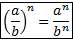 (a/b)^n = a^n/b^n